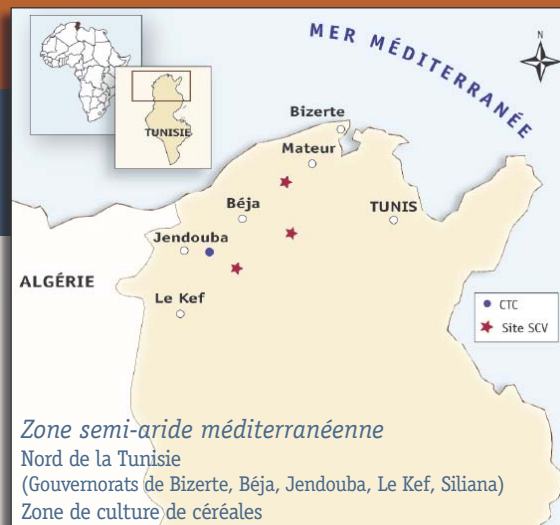 MER MÉDITERRANÉE
N
TUNISIE
Bizerte
Mateur
Béja
TUNIS
Jendouba
ALGÉRIE
Le Kef
CTC
Site SCV
Zone semi-aride méditerranéenne
Nord de la Tunisie
(Gouvernorats de Bizerte, Béja, Jendouba, Le Kef, Siliana)
Zone de culture de céréales